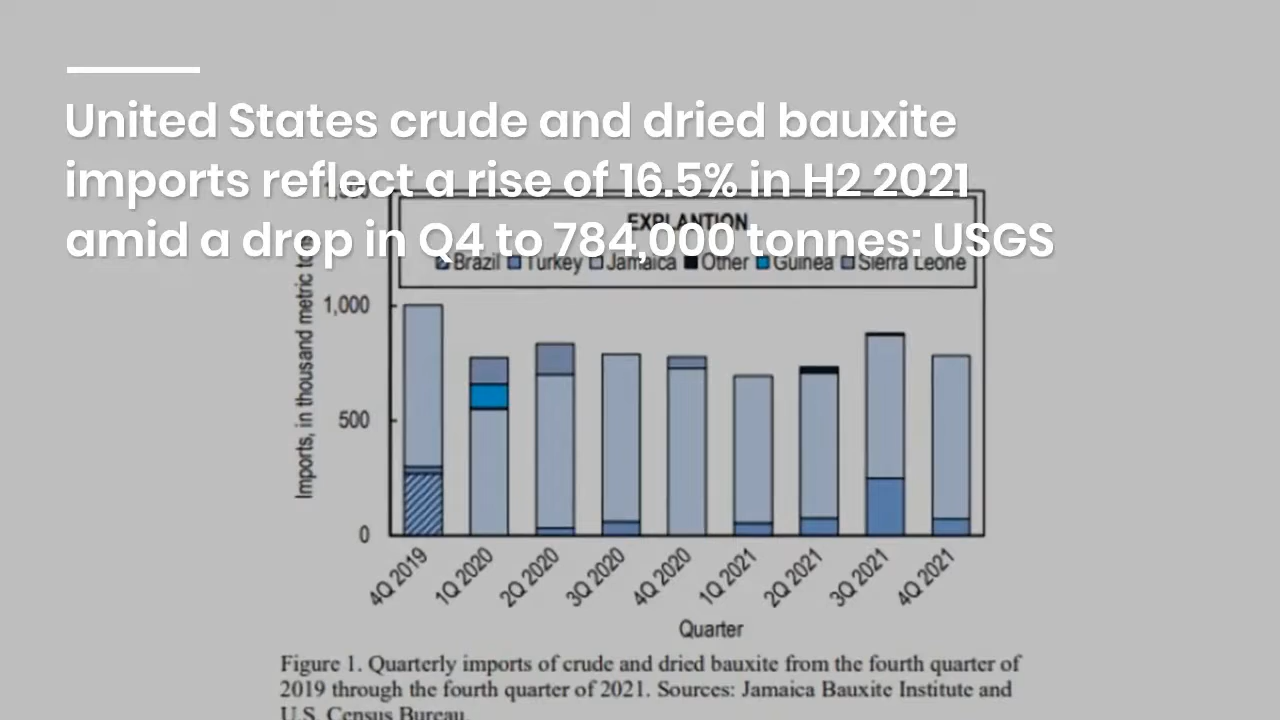 United States crude and dried bauxite
imports reflect a rise of 16.5% in H2 2021
amid a drop in Q4 to 784,000 tonnes: USGS
EXPLANTION
Brazil Turkey Jamaica Other Guinea Sierra Leone
Imports, in thousand metric
1,000
500
0
4Q 2019 1Q 2020 2Q 2020 3Q 2020 4Q 2020 1Q 2021 2Q 2021 3Q 2021 4Q 2021
Quarter
Figure 1. Quarterly imports of crude and dried bauxite from the fourth quarter of
2019 through the fourth quarter of 2021. Sources: Jamaica Bauxite Institute and
U.S. Census Bureau.